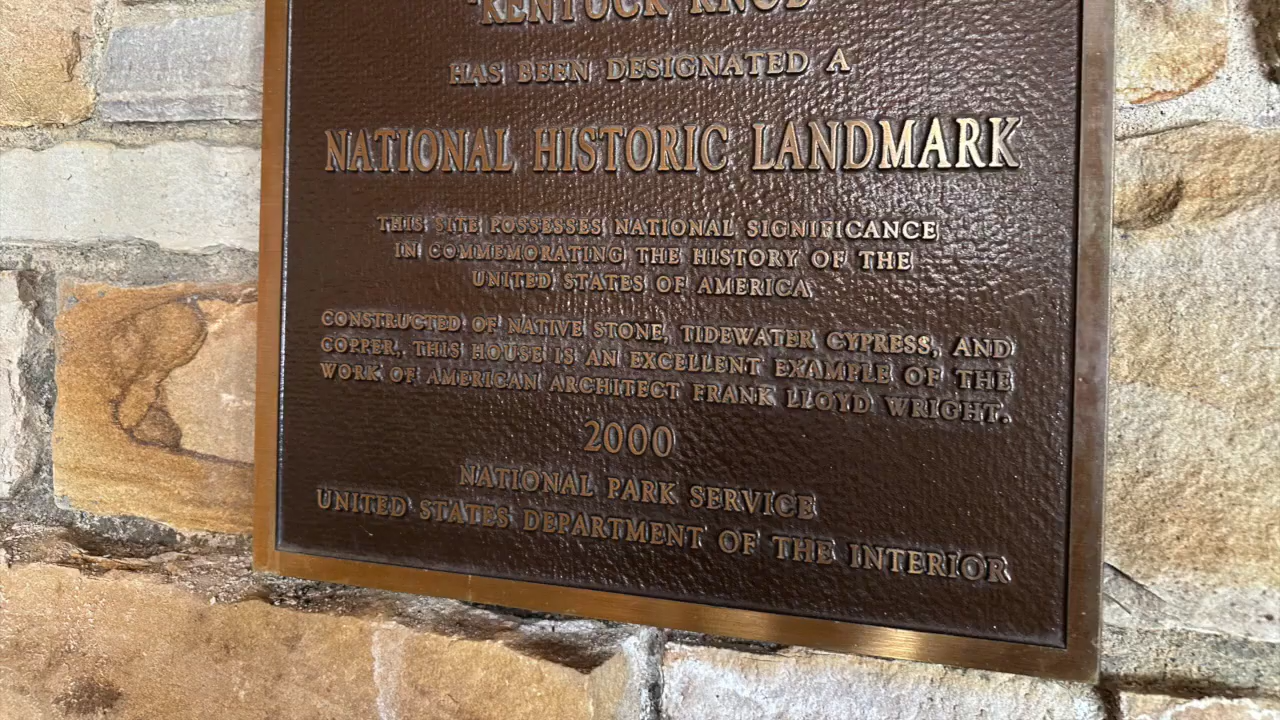 "KENTUCK KNOB"
HAS BEEN DESIGNATED A
NATIONAL HISTORIC LANDMARK
THIS SITE POSSESSES NATIONAL SIGNIFICANCE
IN COMMEMORATING THE HISTORY OF THE
UNITED STATES OF AMERICA
CONSTRUCTED OF NATIVE STONE, TIDEWATER CYPRESS, AND
COPPER, THIS HOUSE IS AN EXCELLENT EXAMPLE OF THE
WORK OF AMERICAN ARCHITECT FRANK LLOYD WRIGHT.
2000
NATIONAL PARK SERVICE
UNITED STATES DEPARTMENT OF THE INTERIOR